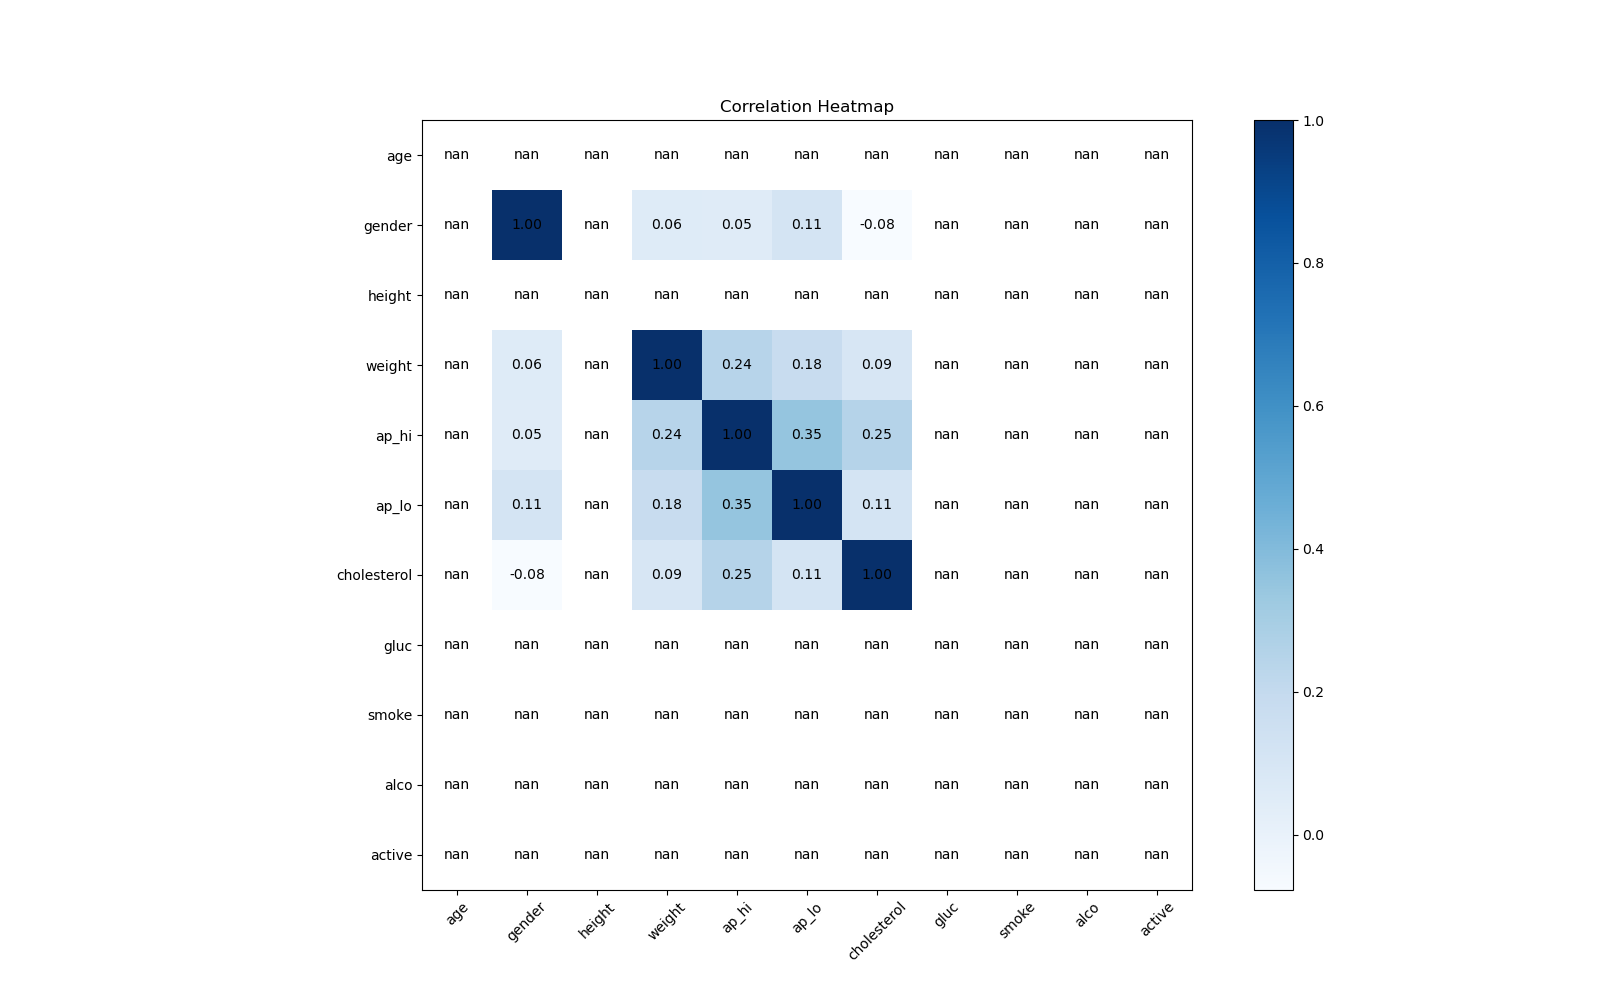 Correlation Heatmap
age nan nan nan nan nan nan nan nan nan nan nan
gender nan 1.00 nan 0.06 0.05 0.11 -0.08 nan nan nan nan
height nan nan nan nan nan nan nan nan nan nan nan
weight nan 0.06 nan 1.00 0.24 0.18 0.09 nan nan nan nan
ap_hi nan 0.05 nan 0.24 1.00 0.35 0.25 nan nan nan nan
ap_lo nan 0.11 nan 0.18 0.35 1.00 0.11 nan nan nan nan
cholesterol nan -0.08 nan 0.09 0.25 0.11 1.00 nan nan nan nan
gluc nan nan nan nan nan nan nan nan nan nan nan
smoke nan nan nan nan nan nan nan nan nan nan nan
alco nan nan nan nan nan nan nan nan nan nan nan
active nan nan nan nan nan nan nan nan nan nan nan
age gender height weight ap_hi ap_lo cholesterol gluc smoke alco active
1.0
0.8
0.6
0.4
0.2
0.0